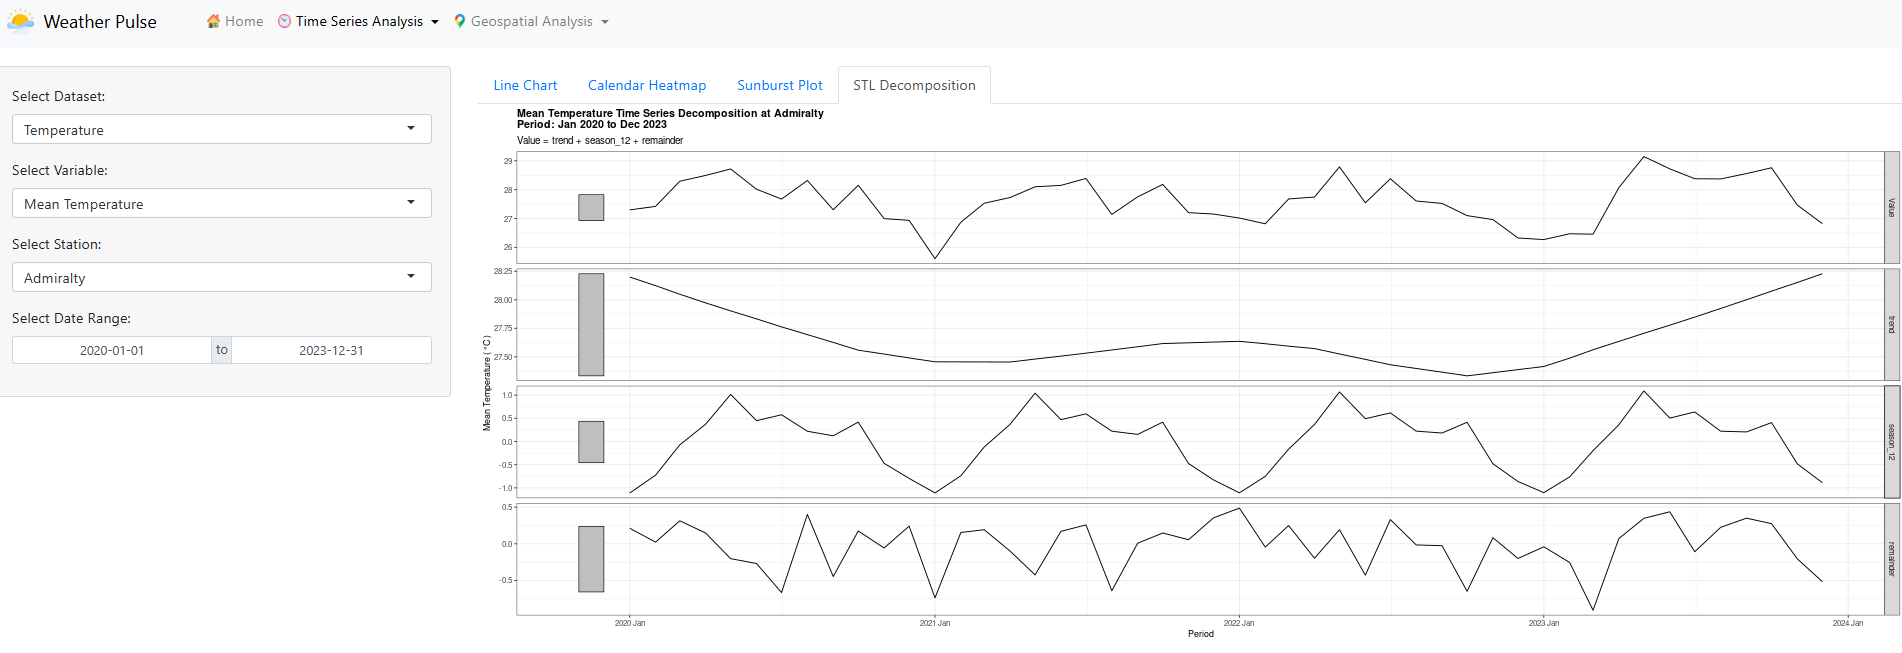 Weather Pulse
Home
Time Series Analysis
Geospatial Analysis
Select Dataset:
Temperature
Select Variable:
Mean Temperature
Select Station:
Admiralty
Select Date Range:
2020-01-01 to 2023-12-31
Line Chart
Calendar Heatmap
Sunburst Plot
STL Decomposition
Mean Temperature Time Series Decomposition at Admiralty
Period: Jan 2020 to Dec 2023
Value = trend + season_12 + remainder
Mean Temperature (°C)
29
28
27
26
Value
28.25
28.00
27.75
27.50
trend
1.0
0.5
0.0
-0.5
-1.0
season_12
0.5
0.0
-0.5
remainder
2020 Jan
2021 Jan
2022 Jan
2023 Jan
2024 Jan
Period